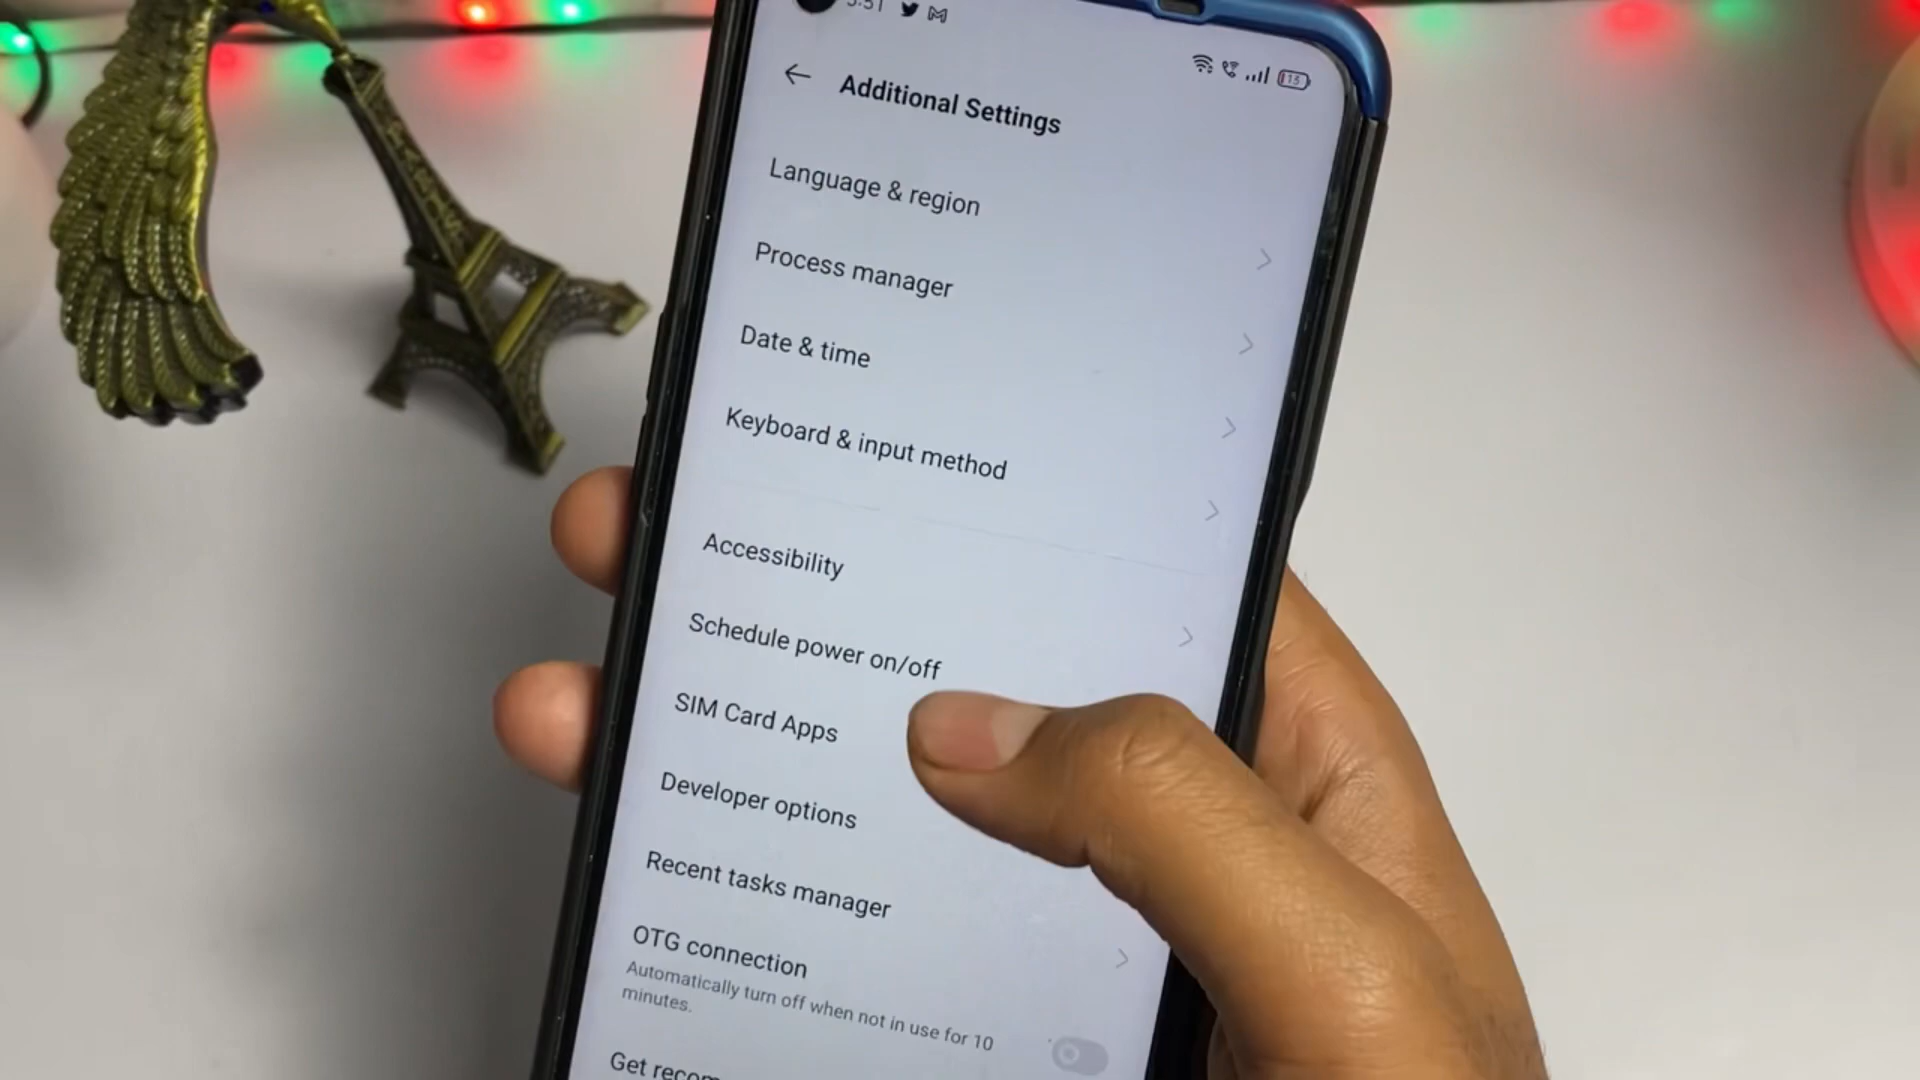 15
Additional Settings
Language & region
Process manager
Date & time
Keyboard & input method
Accessibility
Schedule power on/off
SIM Card Apps
Developer options
Recent tasks manager
OTG connection
Automatically turn off when not in use for 10
minutes.
Get